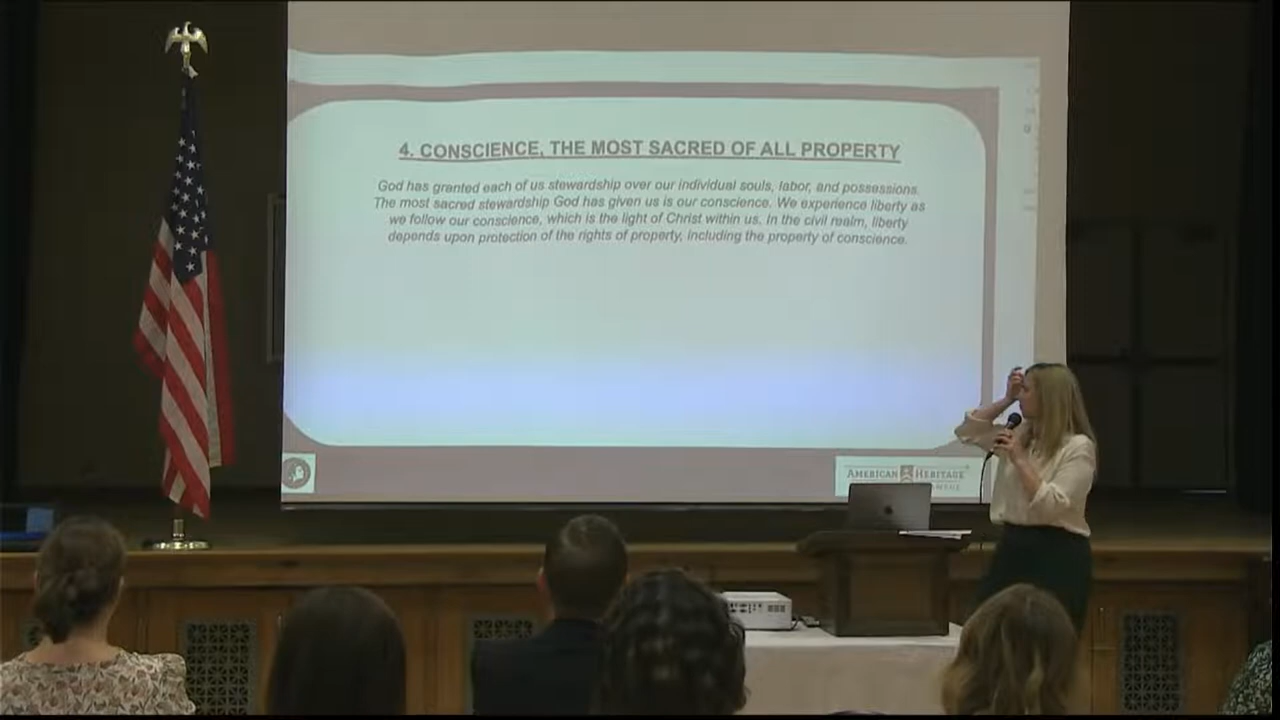 4. CONSCIENCE, THE MOST SACRED OF ALL PROPERTY
God has granted each of us stewardship over our individual souls, labor, and possessions.
The most sacred stewardship God has given us is our conscience. We experience liberty as
we follow our conscience, which is the light of Christ within us. In the civil realm, liberty
depends upon protection of the rights of property, including the property of conscience.
AMERICAN HERITAGE